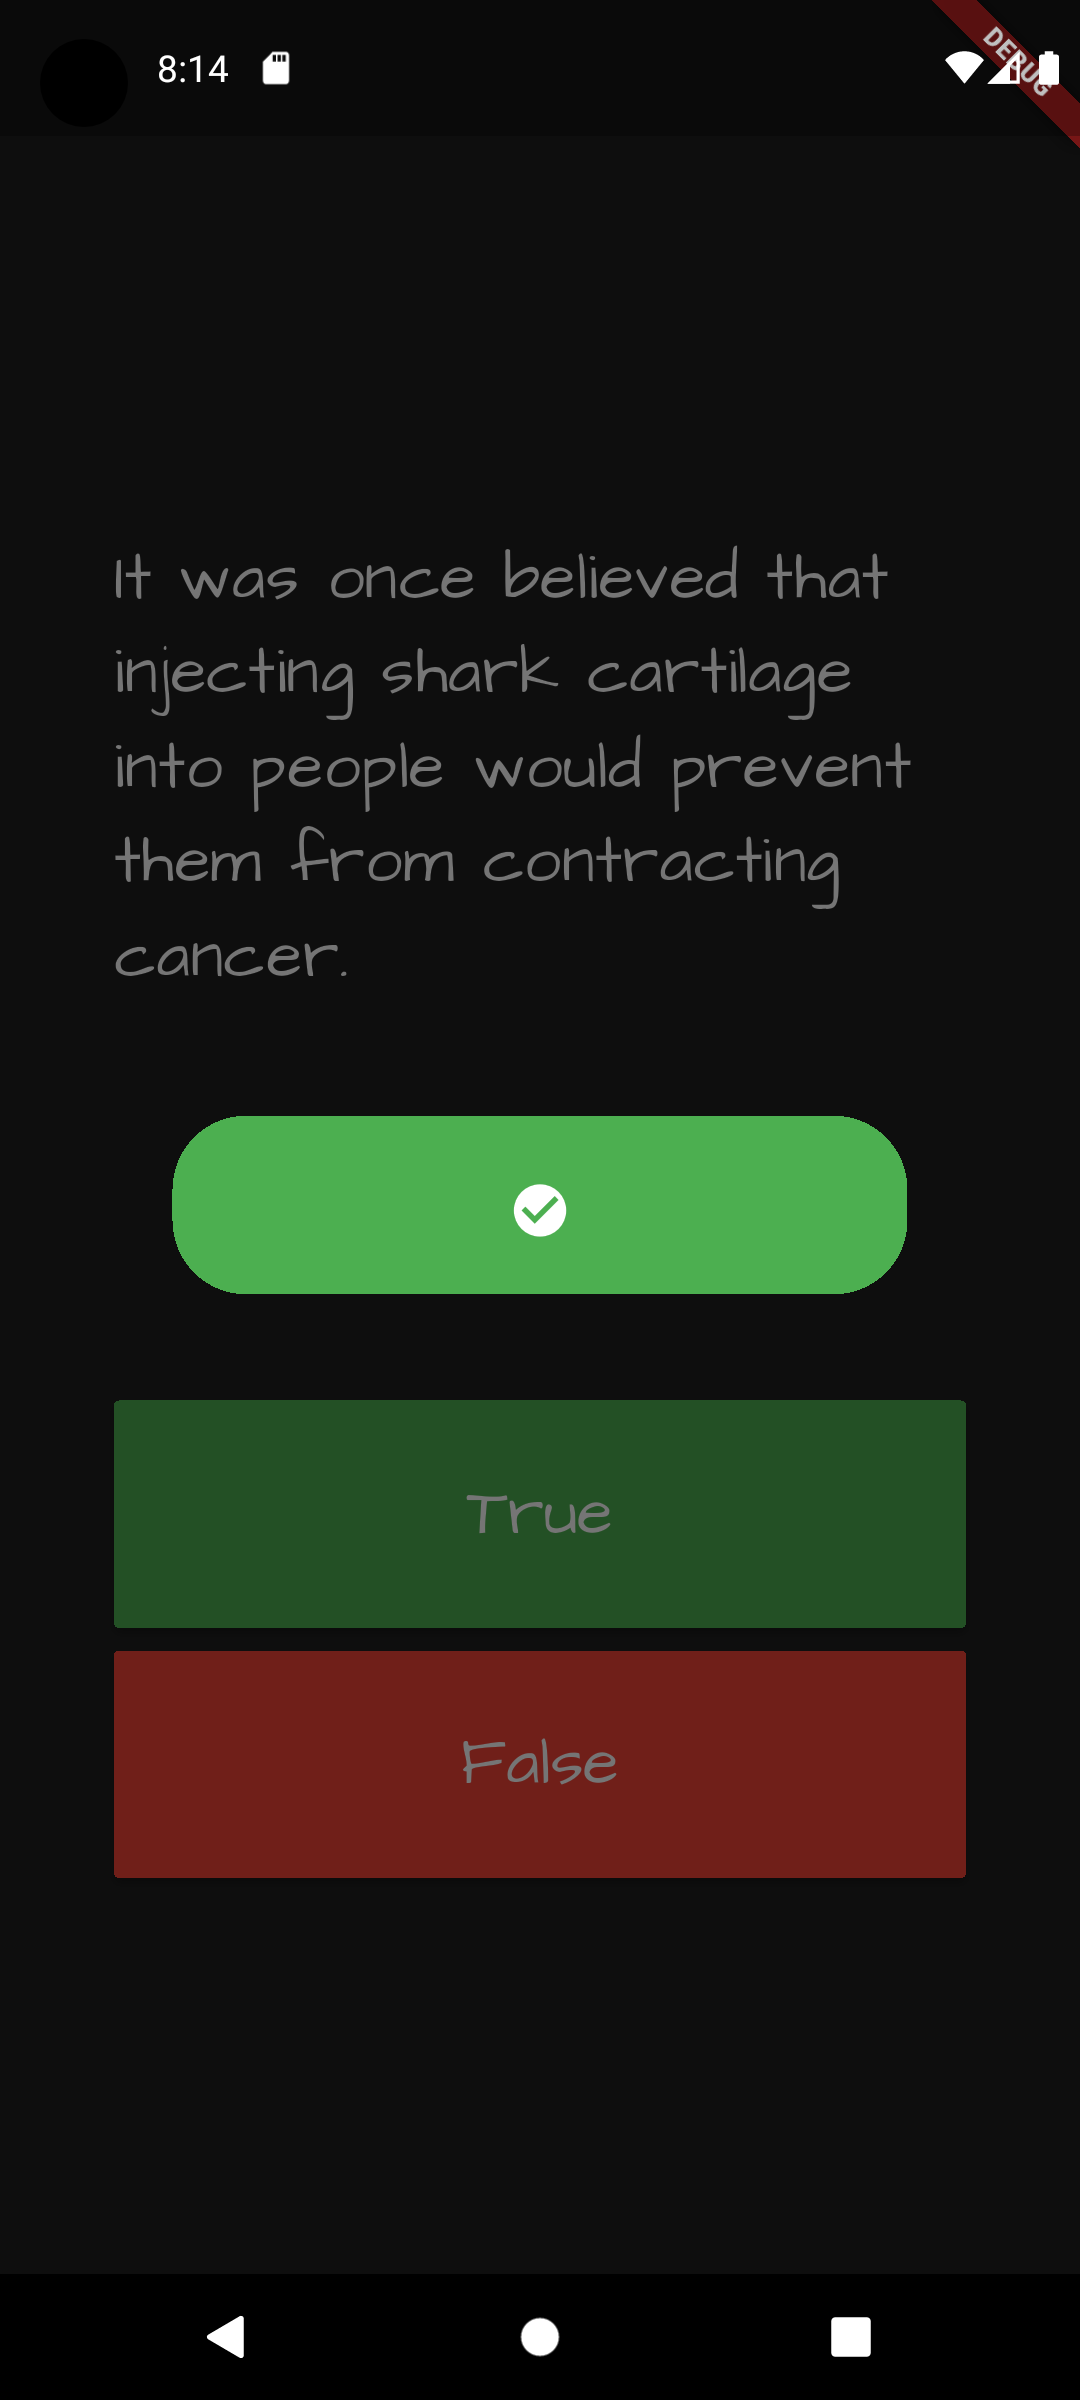 8:14
DEBUG
It was once believed that
injecting shark cartilage
into people would prevent
them from contracting
cancer.
True
False